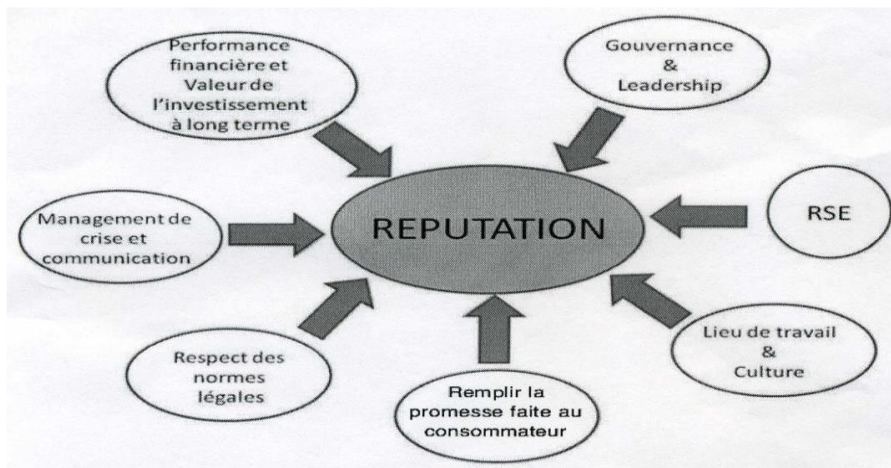 Performance
financière et
Valeur de
l'investissement
à long terme
Gouvernance
&
Leadership
Management de
crise et
communication
REPUTATION
RSE
Respect des
normes
légales
Remplir la
promesse faite au
consommateur
Lieu de travail
&
Culture